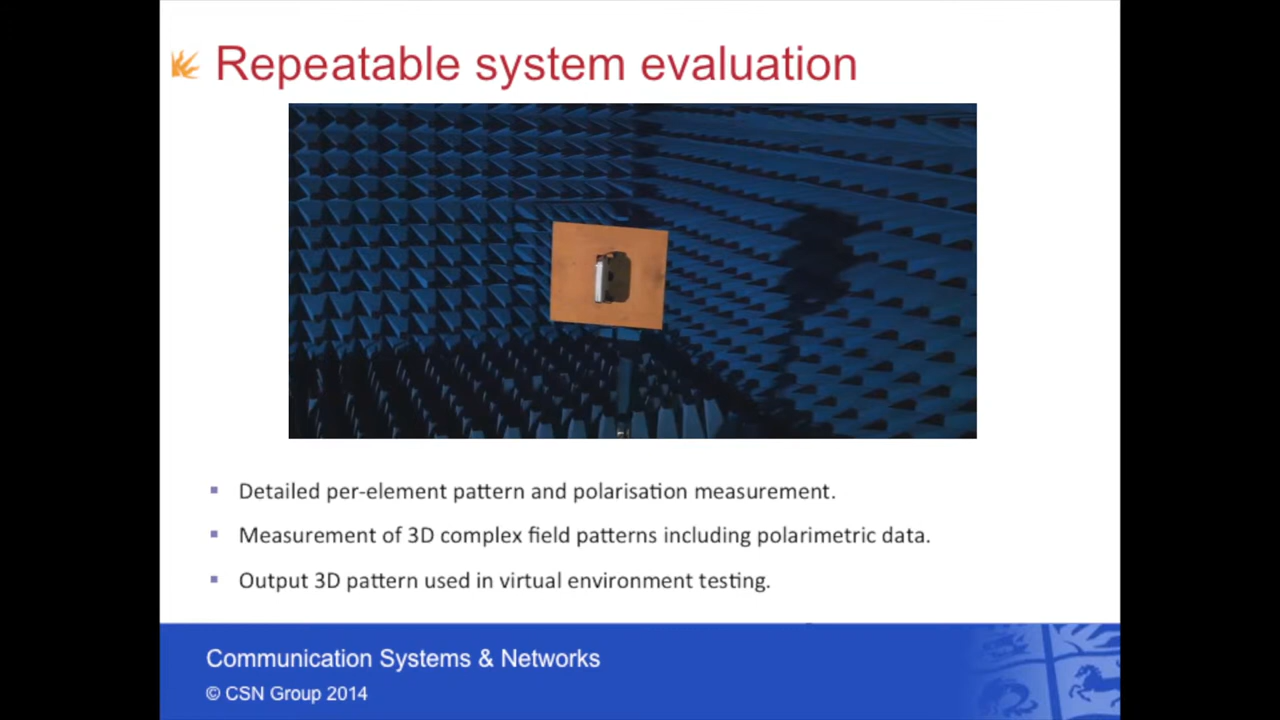 Repeatable system evaluation
Detailed per-element pattern and polarisation measurement.
Measurement of 3D complex field patterns including polarimetric data.
Output 3D pattern used in virtual environment testing.
Communication Systems & Networks
© CSN Group 2014